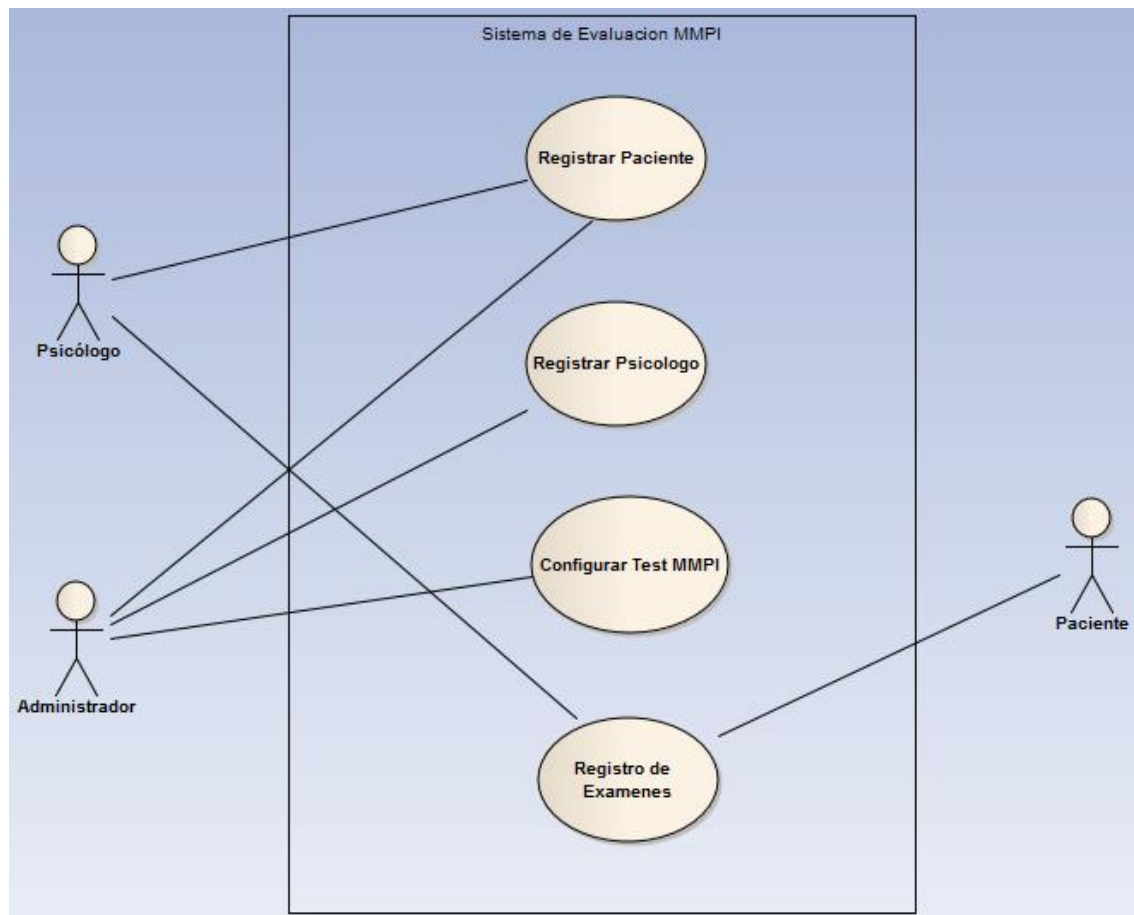 Sistema de Evaluacion MMPI
Registrar Paciente
Psicólogo
Registrar Psicologo
Configurar Test MMPI
Paciente
Administrador
Registro de
Examenes